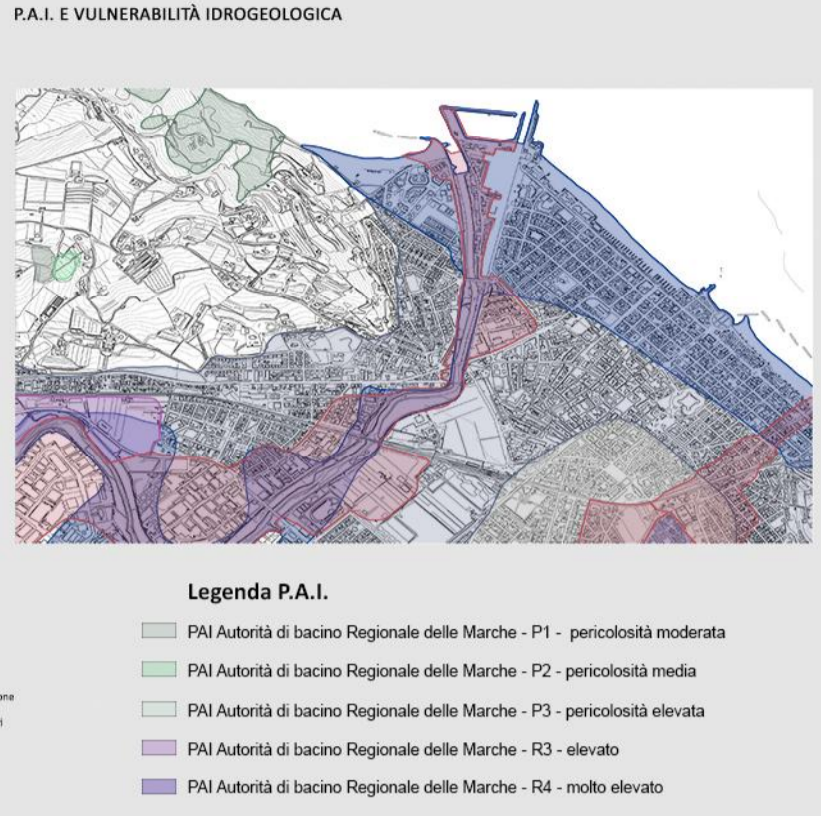 P.A.I. E VULNERABILITÀ IDROGEOLOGICA
Legenda P.A.I.
PAI Autorità di bacino Regionale delle Marche - P1 - pericolosità moderata
PAI Autorità di bacino Regionale delle Marche - P2 - pericolosità media
PAI Autorità di bacino Regionale delle Marche - P3 - pericolosità elevata
PAI Autorità di bacino Regionale delle Marche - R3 - elevato
PAI Autorità di bacino Regionale delle Marche - R4 - molto elevato